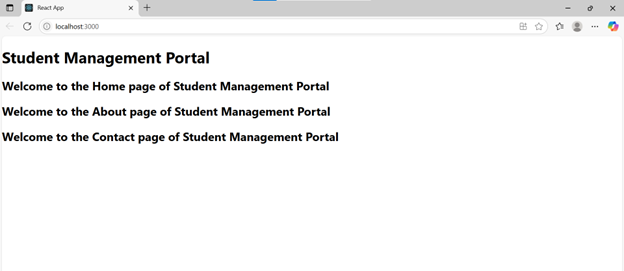 React App
localhost:3000
Student Management Portal
Welcome to the Home page of Student Management Portal
Welcome to the About page of Student Management Portal
Welcome to the Contact page of Student Management Portal